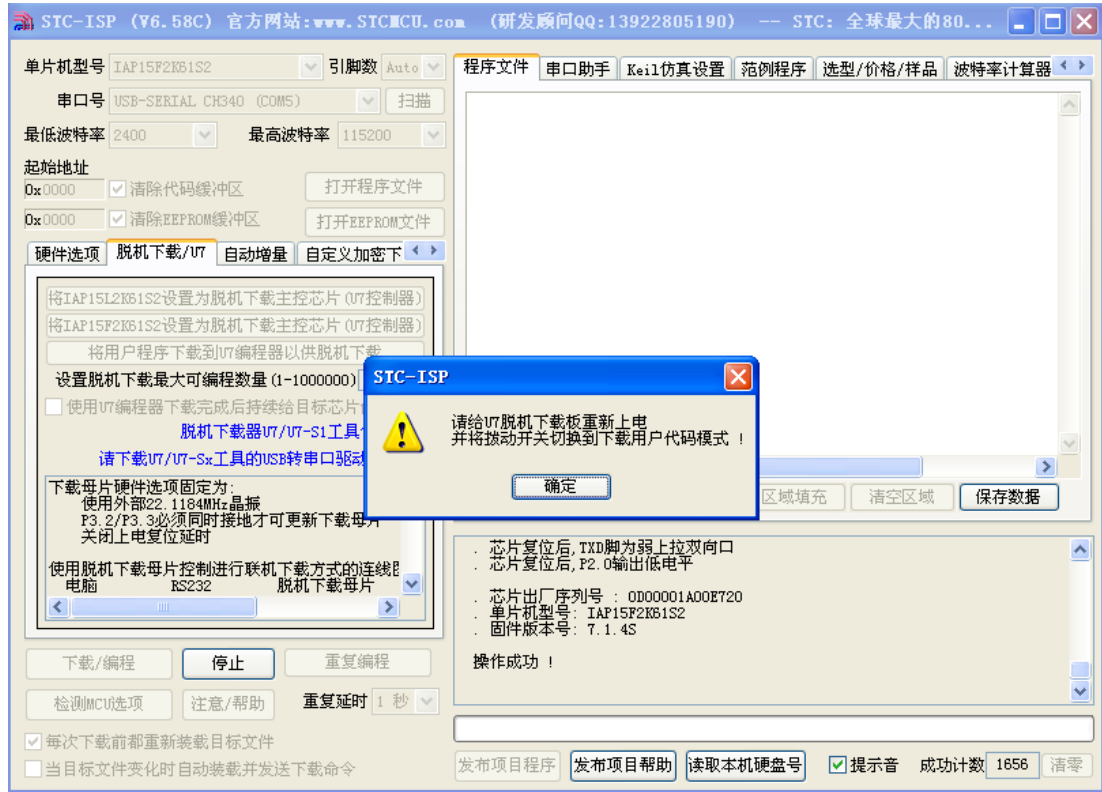 STC-ISP (V6.58C) 官方网站:www.STCMCU.com (研发顾问QQ:13922805190) -- STC: 全球最大的80...
单片机型号 IAP15F2K61S2 引脚数 Auto
串口号 USB-SERIAL CH340 (COM5) 扫描
最低波特率 2400 最高波特率 115200
起始地址
0x0000 清除代码缓冲区 打开程序文件
0x0000 清除EEPROM缓冲区 打开EEPROM文件
硬件选项 脱机下载/U7 自动增量 自定义加密下
将IAP15L2K61S2设置为脱机下载主控芯片(U7控制器)
将IAP15F2K61S2设置为脱机下载主控芯片(U7控制器)
将用户程序下载到U7编程器以供脱机下载
设置脱机下载最大可编程数量(1-1000000)
使用U7编程器下载完成后持续给目标芯片
脱机下载器U7/U7-S1工具
请下载U7/U7-Sx工具的USB转串口驱动
下载母片硬件选项固定为:
使用外部22.1184MHz晶振
P3.2/P3.3必须同时接地才可更新下载母片
关闭上电复位延时
使用脱机下载母片控制进行联机下载方式的连线图
电脑 RS232 脱机下载母片
下载/编程 停止 重复编程
检测MCU选项 注意/帮助 重复延时 1 秒
每次下载前都重新装载目标文件
当目标文件变化时自动装载并发送下载命令
程序文件 串口助手 Keil仿真设置 范例程序 选型/价格/样品 波特率计算器
STC-ISP
请给U7脱机下载板重新上电
并将拨动开关切换到下载用户代码模式 !
确定
区域填充 清空区域 保存数据
. 芯片复位后,TXD脚为弱上拉双向口
. 芯片复位后,P2.0输出低电平
. 芯片出厂序列号 : 0D00001A00E720
. 单片机型号: IAP15F2K61S2
. 固件版本号: 7.1.4S
操作成功 !
发布项目程序 发布项目帮助 读取本机硬盘号 提示音 成功计数 1656 清零